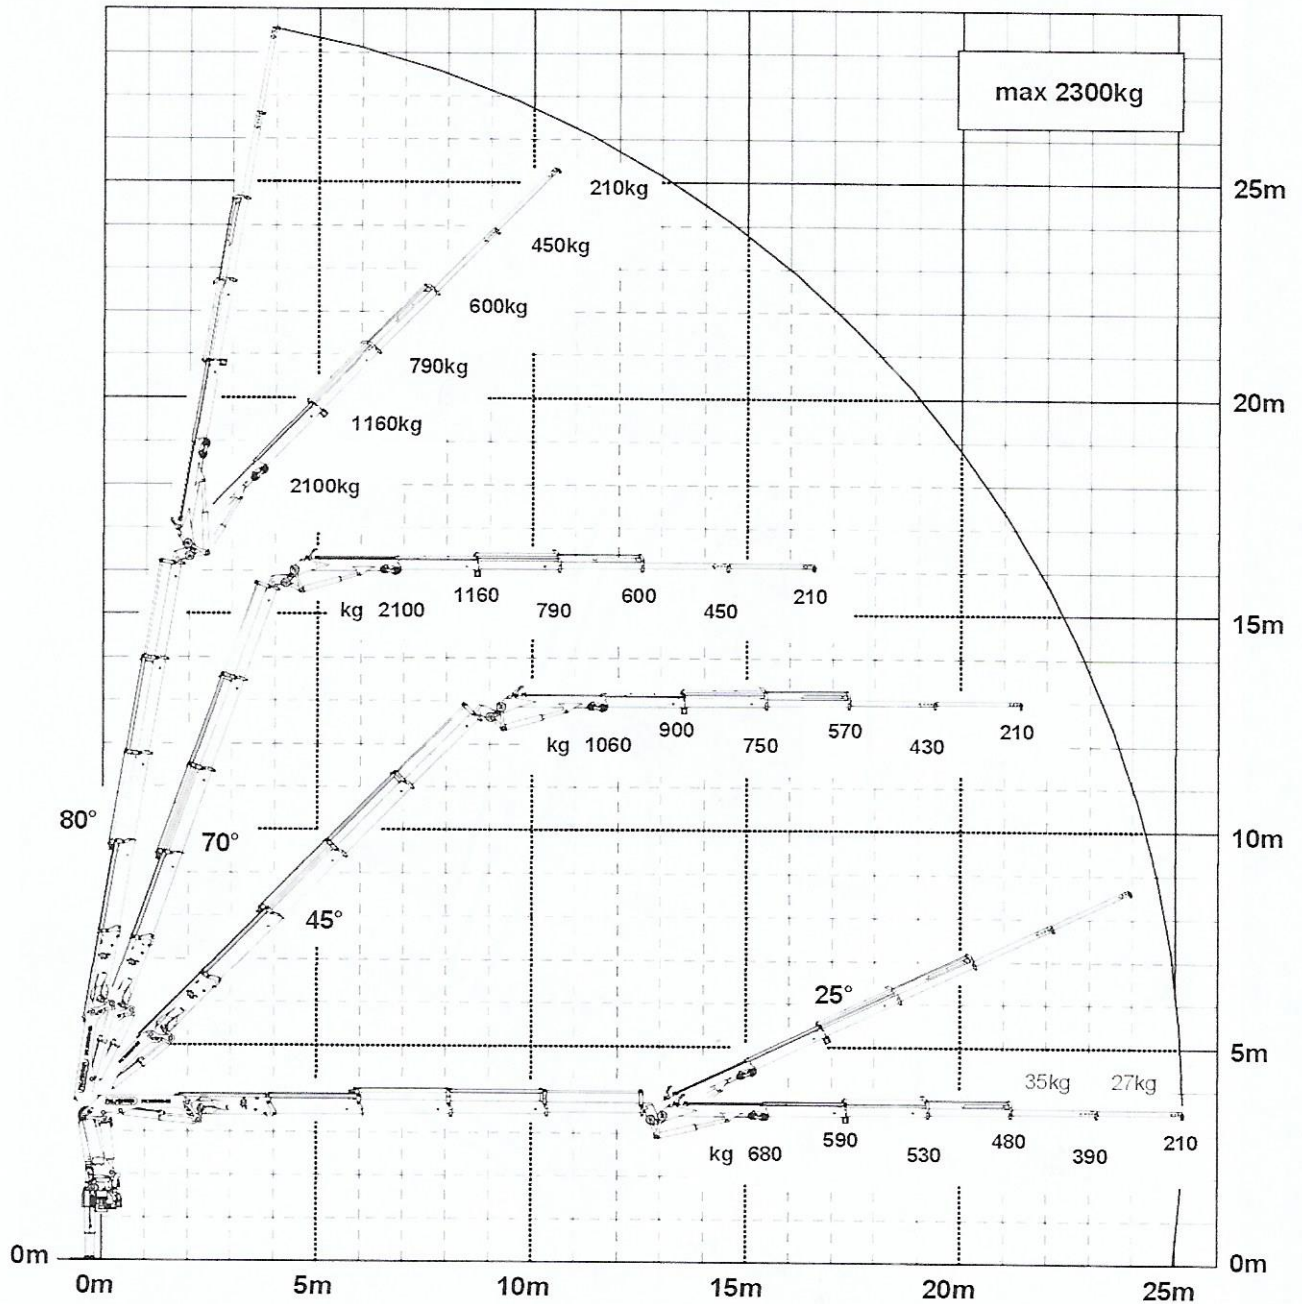 max 2300kg
210kg
25m
450kg
600kg
790kg
20m
1160kg
2100kg
kg 2100 1160 790 600 450 210
15m
kg 1060 900 750 570 430 210
80°
70°
10m
45°
25°
5m
35kg 27kg
kg 680 590 530 480 390 210
0m
0m
0m 5m 10m 15m 20m 25m